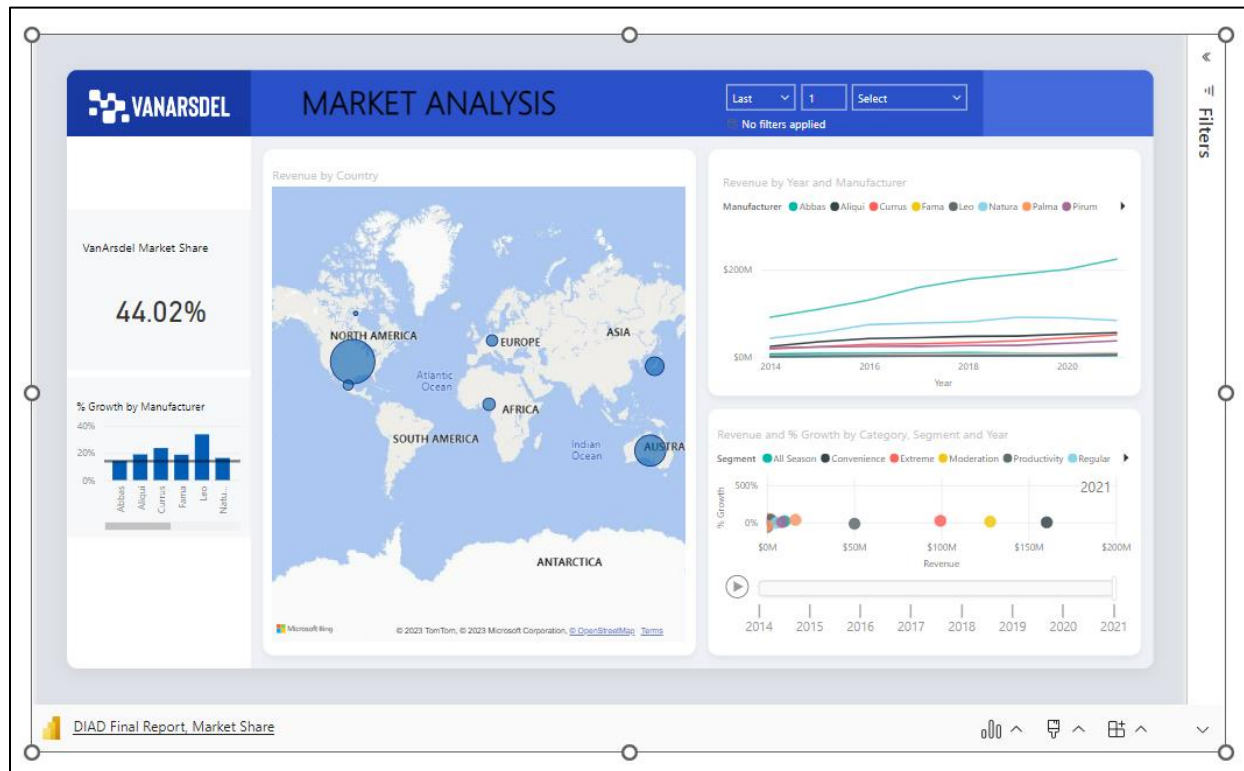 VANARSDEL
MARKET ANALYSIS
Last
1
Select
No filters applied
Filters
VanArsdel Market Share
44.02%
% Growth by Manufacturer
40%
20%
0%
Abbas
Aliqui
Currus
Fama
Leo
Natu...
Revenue by Country
NORTH AMERICA
EUROPE
ASIA
Atlantic
Ocean
AFRICA
SOUTH AMERICA
Indian
Ocean
AUSTRA
ANTARCTICA
Microsoft Bing
© 2023 TomTom, © 2023 Microsoft Corporation, © OpenStreetMap Terms
Revenue by Year and Manufacturer
Manufacturer Abbas Aliqui Currus Fama Leo Natura Palma Pirum
$200M
$0M
2014 2016 2018 2020
Year
Revenue and % Growth by Category, Segment and Year
Segment All Season Convenience Extreme Moderation Productivity Regular
2021
% Growth
500%
0%
$0M $50M $100M $150M $200M
Revenue
2014 2015 2016 2017 2018 2019 2020 2021
DIAD Final Report, Market Share